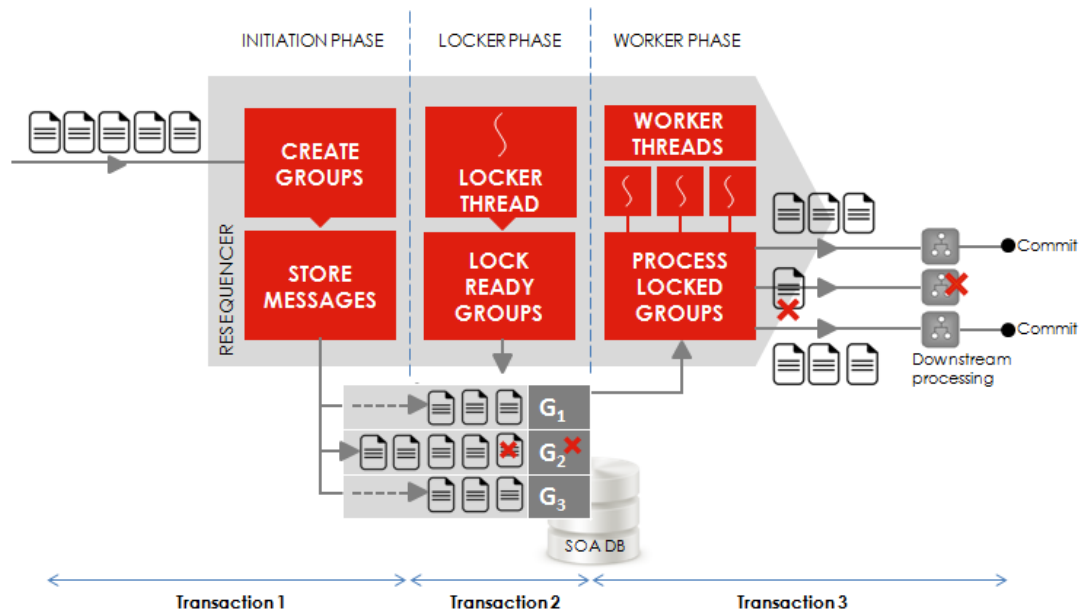 INITIATION PHASE
LOCKER PHASE
WORKER PHASE
RESEQUENCER
CREATE
GROUPS
STORE
MESSAGES
LOCKER
THREAD
LOCK
READY
GROUPS
WORKER
THREADS
PROCESS
LOCKED
GROUPS
Commit
Commit
Downstream
processing
G1
G2
G3
SOA DB
Transaction 1
Transaction 2
Transaction 3